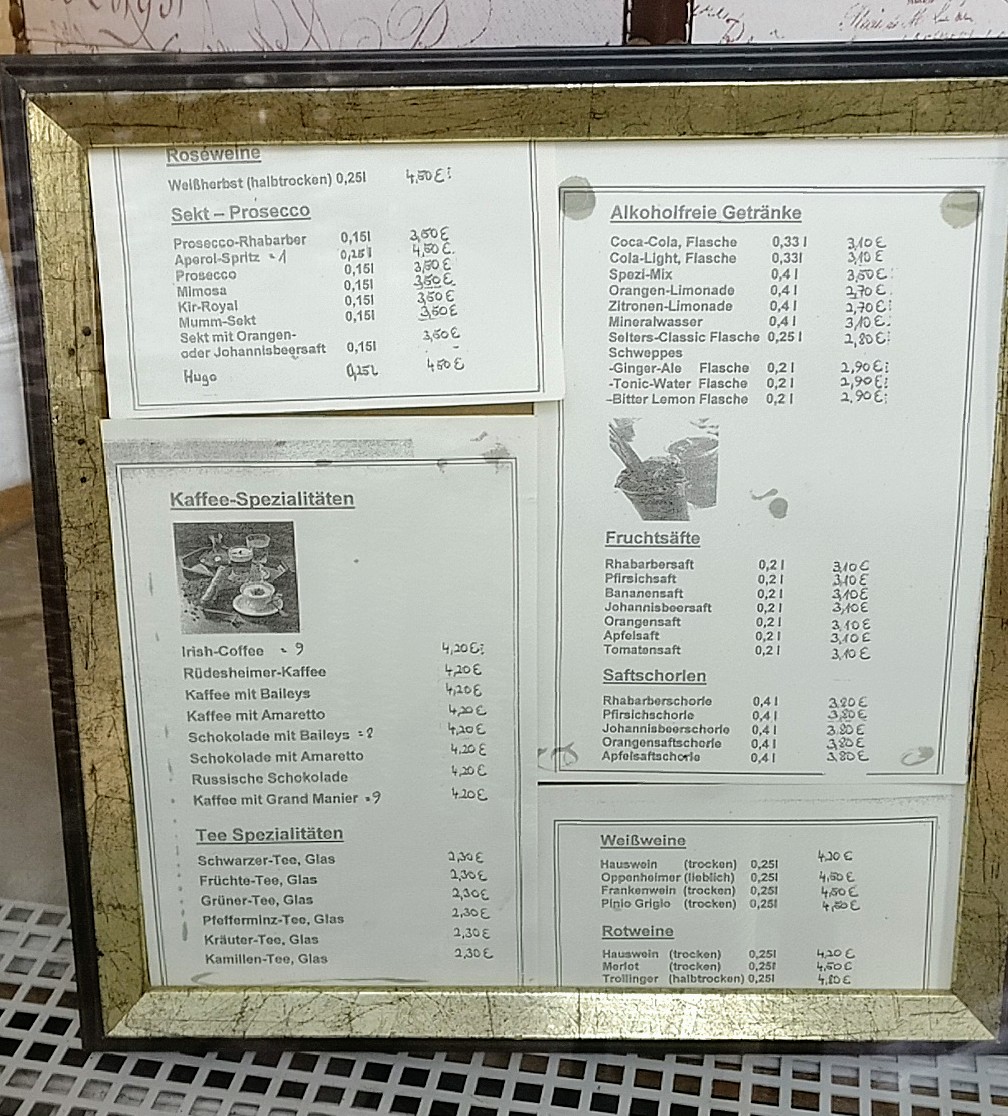 Roséweine
Weißherbst (halbtrocken) 0,25l 4,50€
Sekt – Prosecco
Prosecco-Rhabarber 0,15l 3,50€
Aperol-Spritz *1 0,25l 4,50€
Prosecco 0,15l 3,50€
Mimosa 0,15l 3,50€
Kir-Royal 0,15l 3,50€
Mumm-Sekt 0,15l 3,50€
Sekt mit Orangen- 3,50€
oder Johannisbeersaft 0,15l
Hugo 0,25l 4,50€
Kaffee-Spezialitäten
Irish-Coffee *9 4,20€
Rüdesheimer-Kaffee 4,20€
Kaffee mit Baileys 4,20€
Kaffee mit Amaretto 4,20€
Schokolade mit Baileys *2 4,20€
Schokolade mit Amaretto 4,20€
Russische Schokolade 4,20€
Kaffee mit Grand Manier *9 4,20€
Tee Spezialitäten
Schwarzer-Tee, Glas 2,30€
Früchte-Tee, Glas 2,30€
Grüner-Tee, Glas 2,30€
Pfefferminz-Tee, Glas 2,30€
Kräuter-Tee, Glas 2,30€
Kamillen-Tee, Glas 2,30€
Alkoholfreie Getränke
Coca-Cola, Flasche 0,33 l 3,10€
Cola-Light, Flasche 0,33l 3,10€
Spezi-Mix 0,4 l 3,50€
Orangen-Limonade 0,4 l 2,70€
Zitronen-Limonade 0,4 l 2,70€
Mineralwasser 0,4 l 3,10€
Selters-Classic Flasche 0,25 l 2,80€
Schweppes
-Ginger-Ale Flasche 0,2 l 2,90€
-Tonic-Water Flasche 0,2 l 2,90€
-Bitter Lemon Flasche 0,2 l 2,90€
Fruchtsäfte
Rhabarbersaft 0,2 l 3,10€
Pfirsichsaft 0,2 l 3,10€
Bananensaft 0,2 l 3,10€
Johannisbeersaft 0,2 l 3,10€
Orangensaft 0,2 l 3,10€
Apfelsaft 0,2 l 3,10€
Tomatensaft 0,2 l 3,10€
Saftschorlen
Rhabarberschorle 0,4 l 3,80€
Pfirsichschorle 0,4 l 3,80€
Johannisbeerschorle 0,4 l 3,80€
Orangensaftschorle 0,4 l 3,80€
Apfelsaftschorle 0,4 l 3,80€
Weißweine
Hauswein (trocken) 0,25l 4,20€
Oppenheimer (lieblich) 0,25l 4,50€
Frankenwein (trocken) 0,25l 4,50€
Pinio Grigio (trocken) 0,25l 4,50€
Rotweine
Hauswein (trocken) 0,25l 4,20€
Merlot (trocken) 0,25l 4,50€
Trollinger (halbtrocken) 0,25l 4,80€